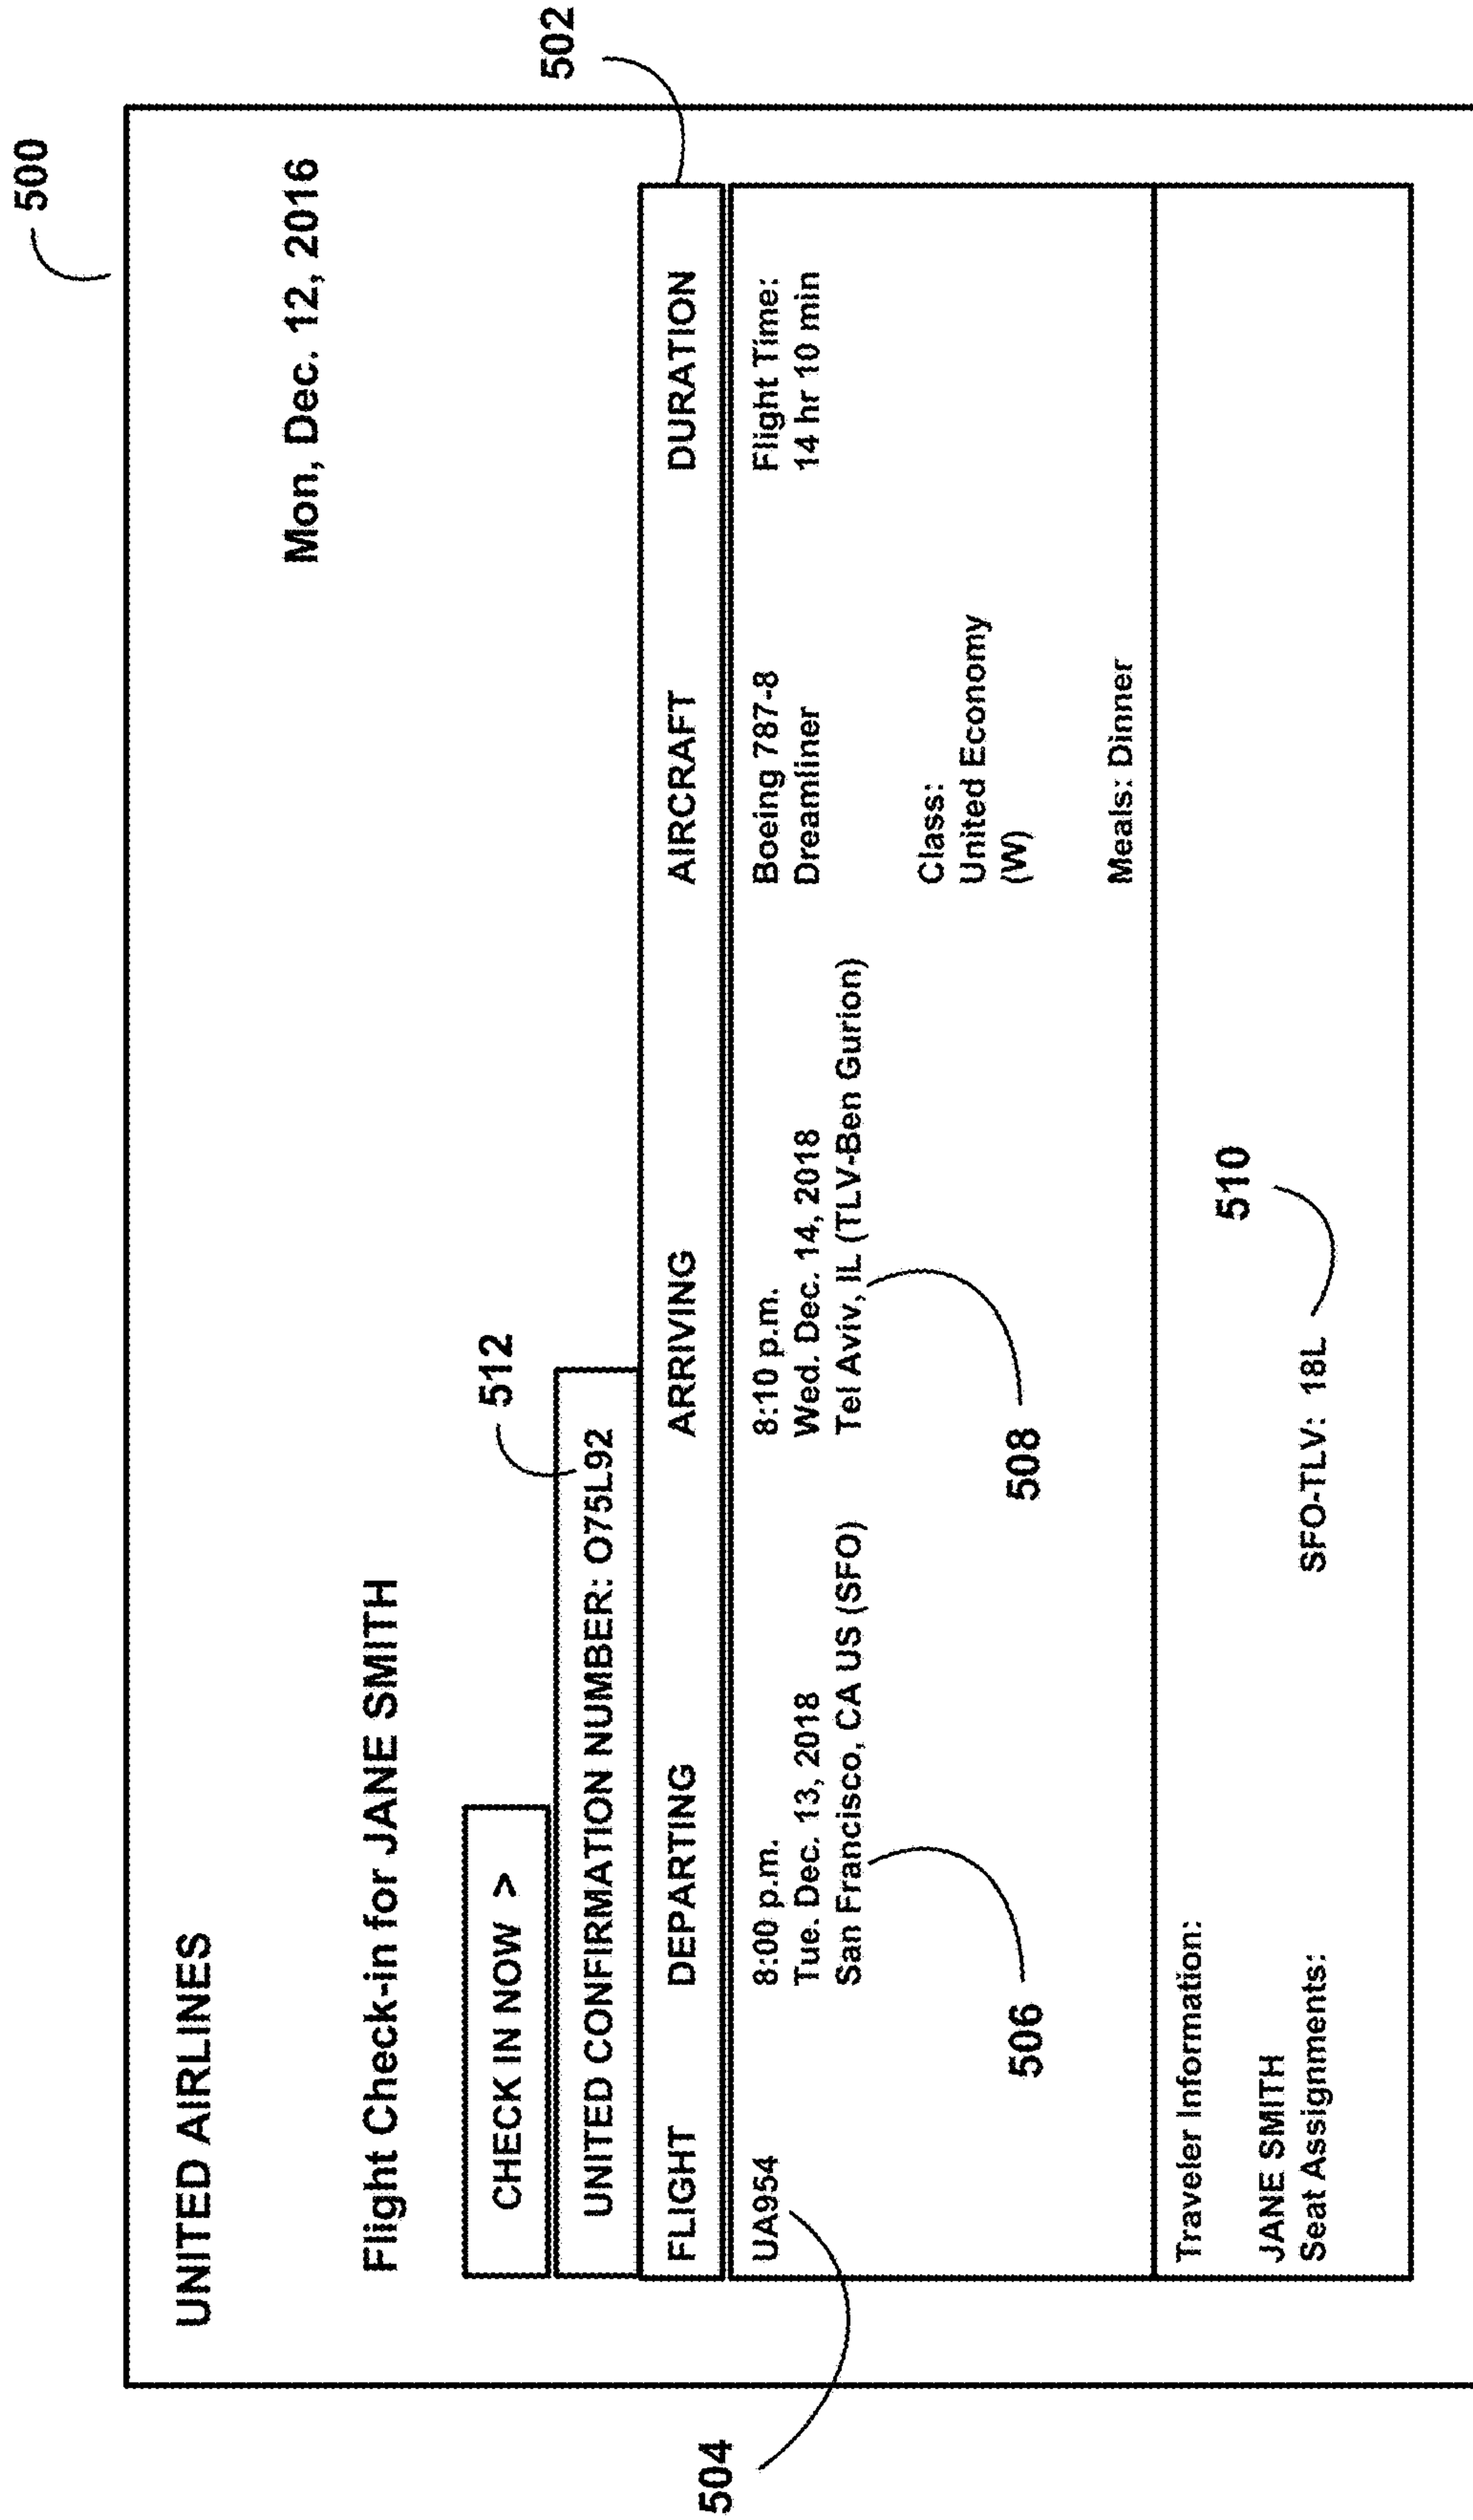 500
UNITED AIRLINES
Mon, Dec. 12, 2016
Flight Check-in for JANE SMITH
CHECK IN NOW >
512
UNITED CONFIRMATION NUMBER: O75L92
502
FLIGHT DEPARTING ARRIVING AIRCRAFT DURATION
504
UA954 8:00 p.m. 8:10 p.m. Boeing 787-8 Flight Time:
Tue. Dec. 13, 2018 Wed. Dec. 14, 2018 Dreamliner 14 hr 10 min
San Francisco, CA US (SFO) Tel Aviv, IL (TLV-Ben Gurion)
Class:
United Economy
(W)
506 508
Meals: Dinner
Traveler Information:
510
JANE SMITH
Seat Assignments: SFO-TLV: 18L